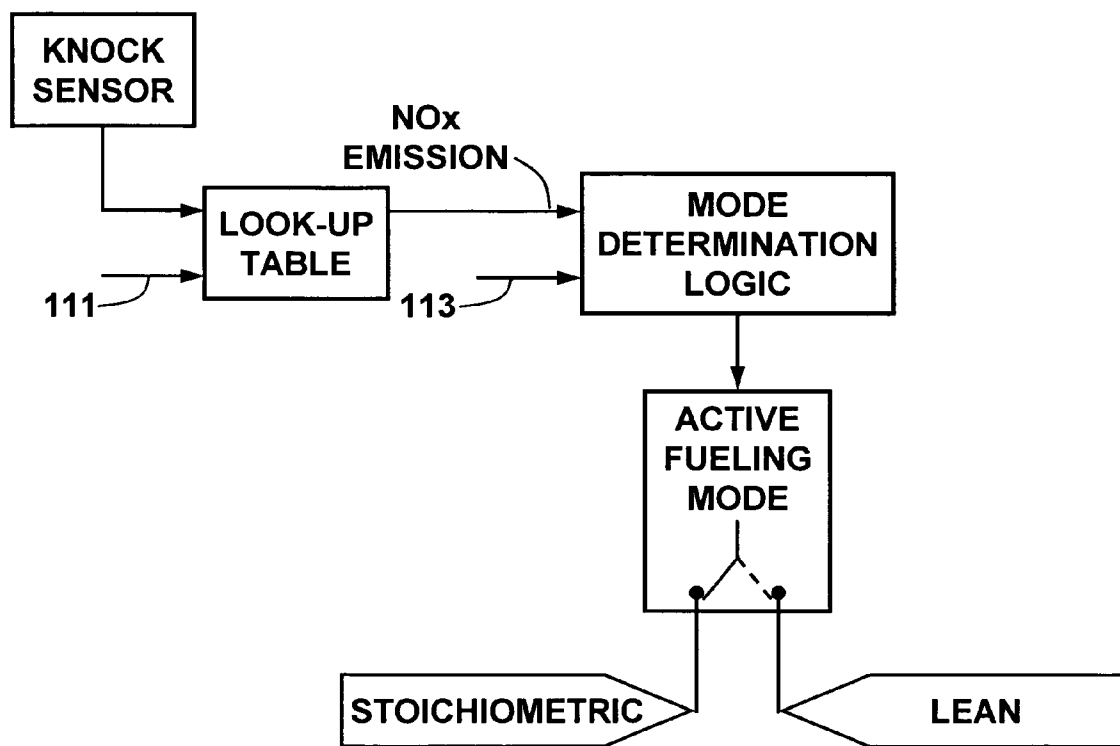 KNOCK
SENSOR
NOx
EMISSION
LOOK-UP
TABLE
MODE
DETERMINATION
LOGIC
111
113
ACTIVE
FUELING
MODE
STOICHIOMETRIC
LEAN